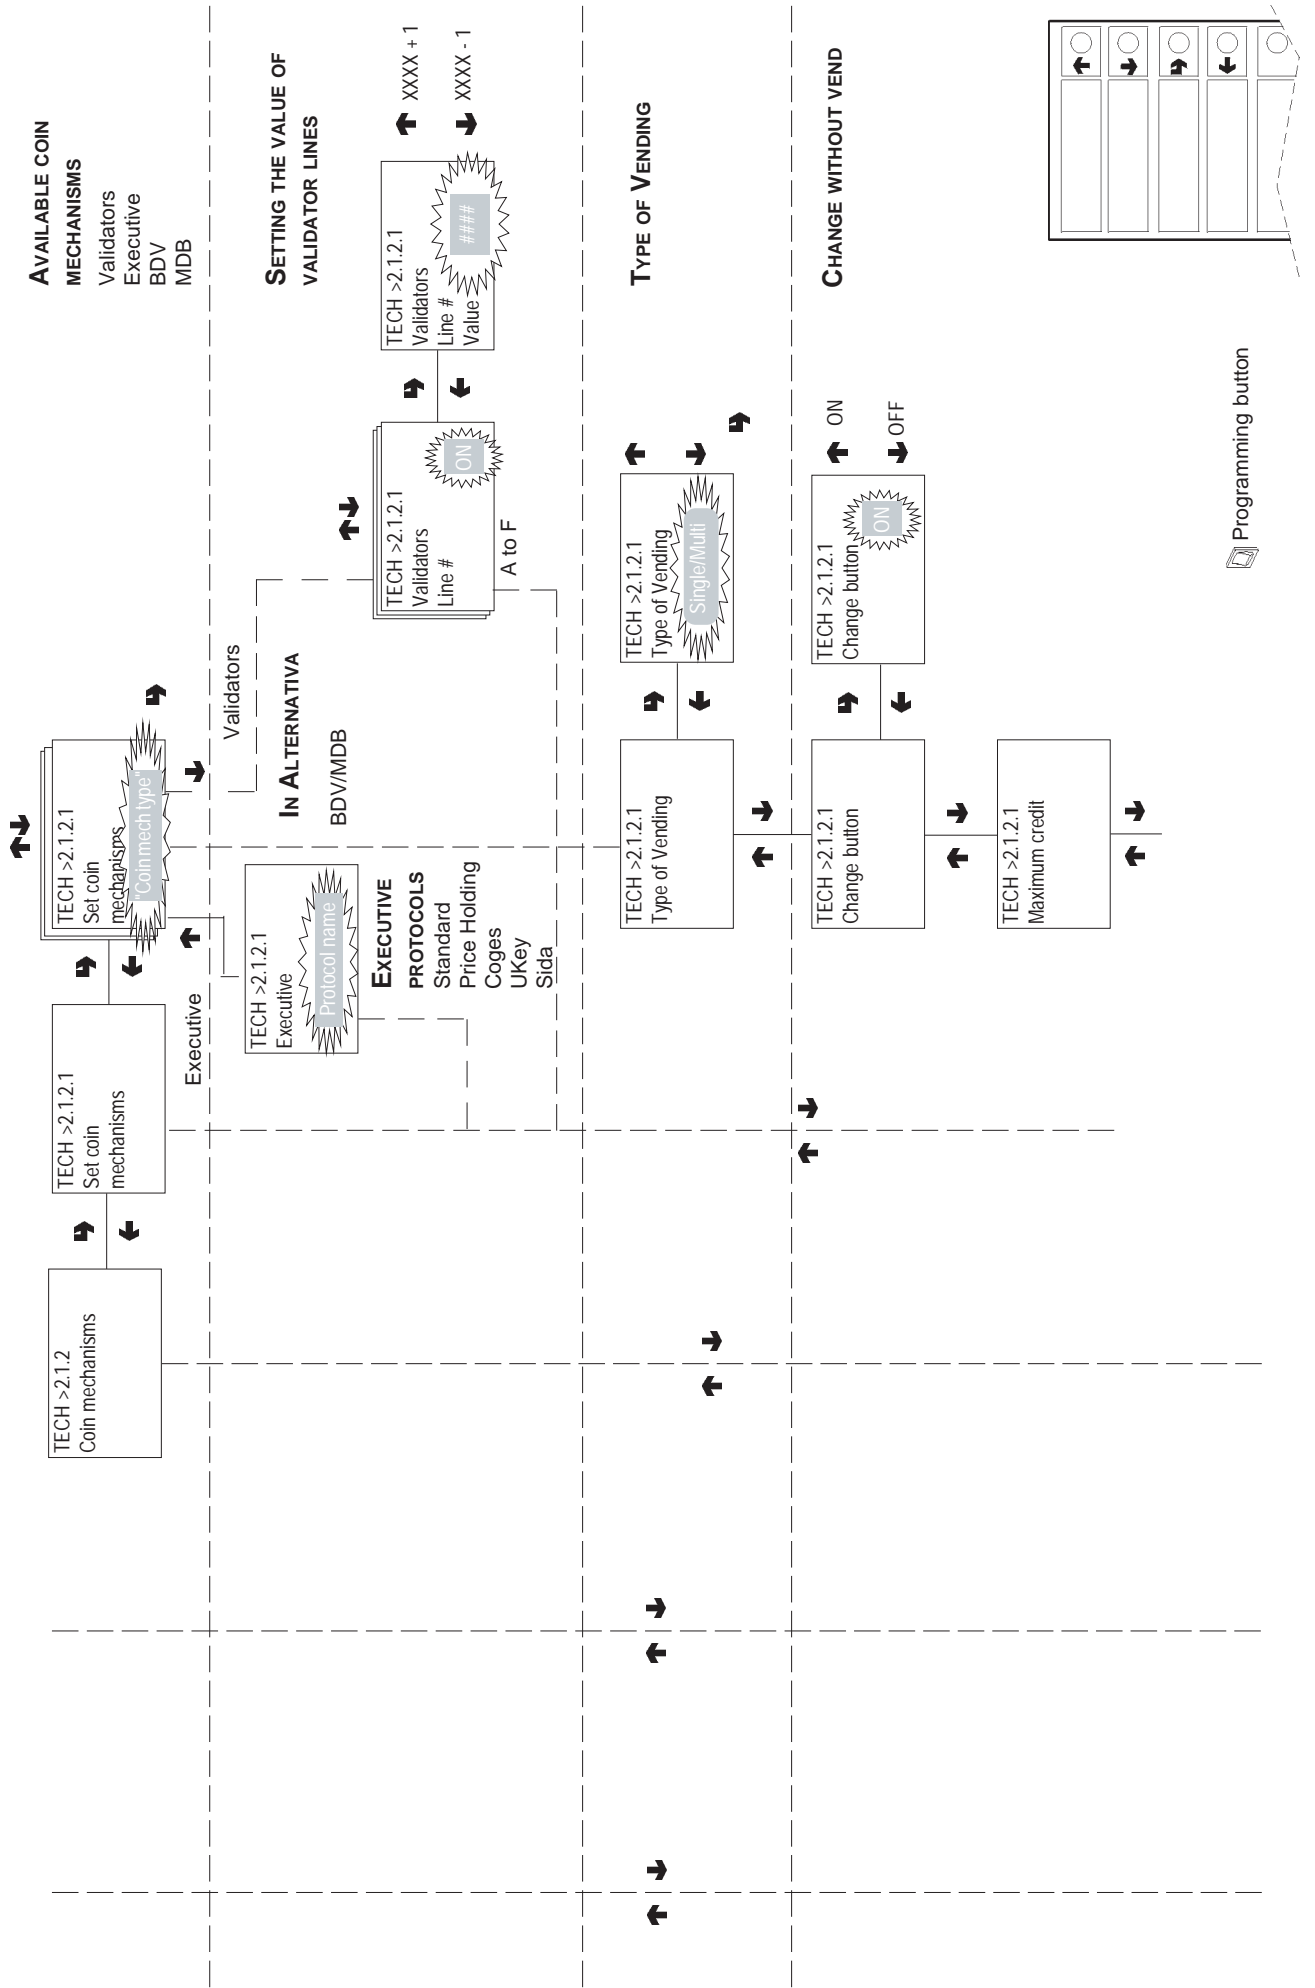 TECH >2.1.2
Coin mechanisms
TECH >2.1.2.1
Set coin
mechanisms
TECH >2.1.2.1
Set coin
mechanisms
"Coin mech type"
AVAILABLE COIN
MECHANISMS
Validators
Executive
BDV
MDB
Executive
Validators
TECH >2.1.2.1
Executive
Protocol name
EXECUTIVE
PROTOCOLS
Standard
Price Holding
Coges
UKey
Sida
IN ALTERNATIVA
BDV/MDB
SETTING THE VALUE OF
VALIDATOR LINES
TECH >2.1.2.1
Validators
Line #
ON
A to F
TECH >2.1.2.1
Validators
Line #
Value
####
XXXX + 1
XXXX - 1
TYPE OF VENDING
TECH >2.1.2.1
Type of Vending
TECH >2.1.2.1
Type of Vending
Single/Multi
CHANGE WITHOUT VEND
TECH >2.1.2.1
Change button
TECH >2.1.2.1
Change button
ON
ON
OFF
TECH >2.1.2.1
Maximum credit
Programming button